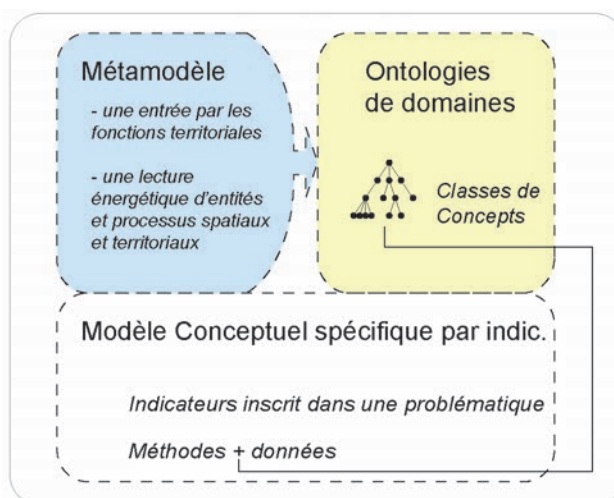 Métamodèle
- une entrée par les
fonctions territoriales
- une lecture
énergétique d'entités
et processus spatiaux
et territoriaux
Ontologies
de domaines
Classes de
Concepts
Modèle Conceptuel spécifique par indic.
Indicateurs inscrit dans une problématique
Méthodes + données